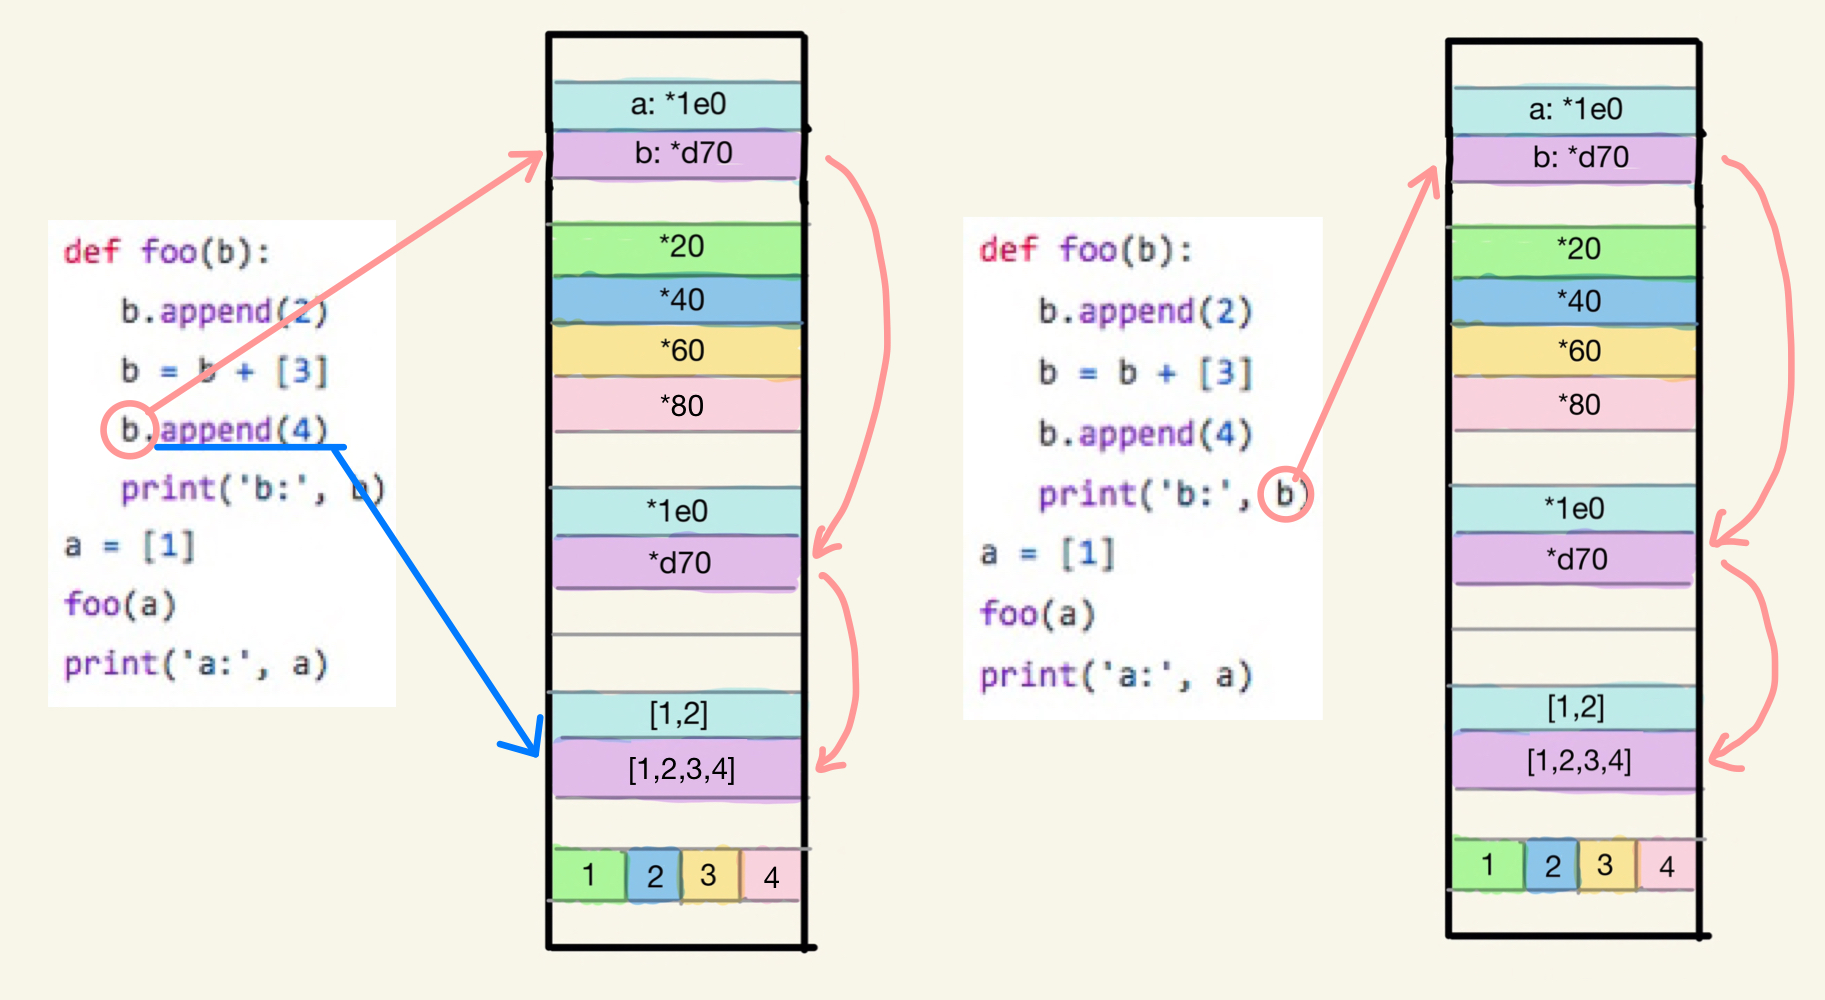 def foo(b):
b.append(2)
b = b + [3]
b.append(4)
print('b:', b)
a = [1]
foo(a)
print('a:', a)
a: *1e0
b: *d70
*20
*40
*60
*80
*1e0
*d70
[1,2]
[1,2,3,4]
1 2 3 4
def foo(b):
b.append(2)
b = b + [3]
b.append(4)
print('b:', b)
a = [1]
foo(a)
print('a:', a)
a: *1e0
b: *d70
*20
*40
*60
*80
*1e0
*d70
[1,2]
[1,2,3,4]
1 2 3 4